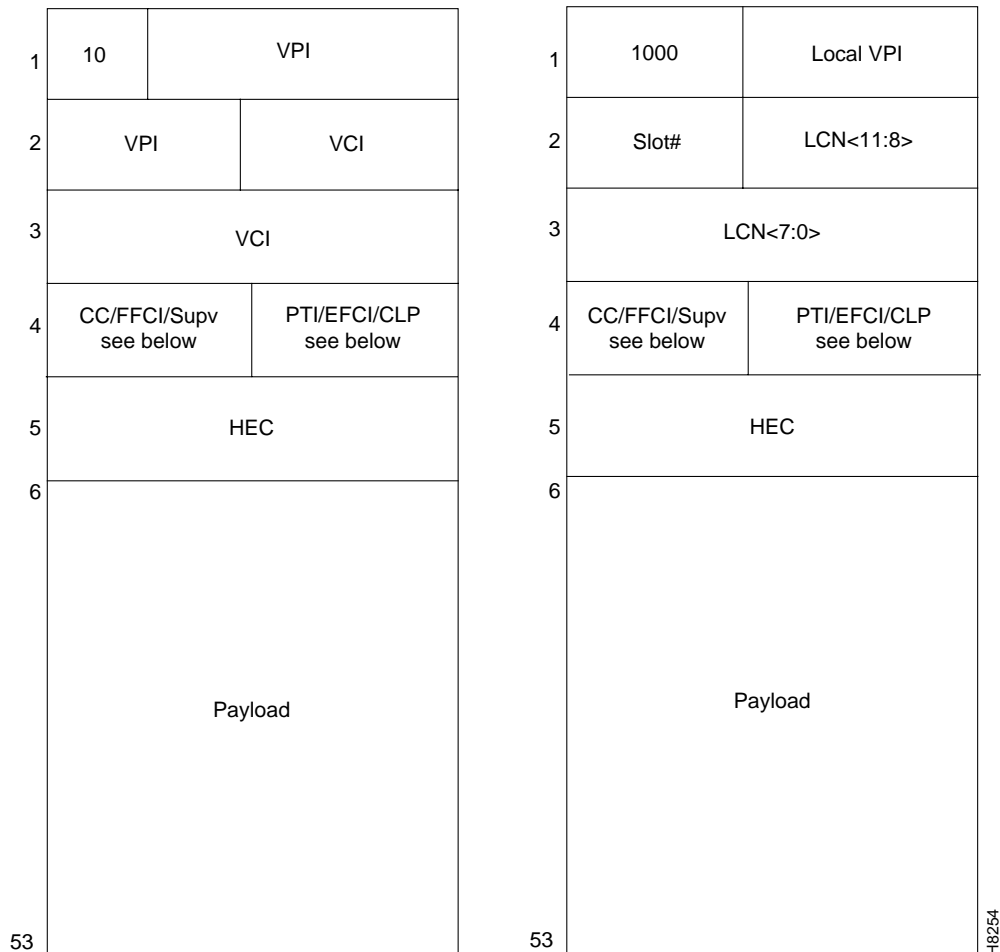 1
10
VPI
2
VPI
VCI
3
VCI
4
CC/FFCI/Supv
see below
PTI/EFCI/CLP
see below
5
HEC
6
Payload
53
1
1000
Local VPI
2
Slot#
LCN<11:8>
3
LCN<7:0>
4
CC/FFCI/Supv
see below
PTI/EFCI/CLP
see below
5
HEC
6
Payload
53
H8254